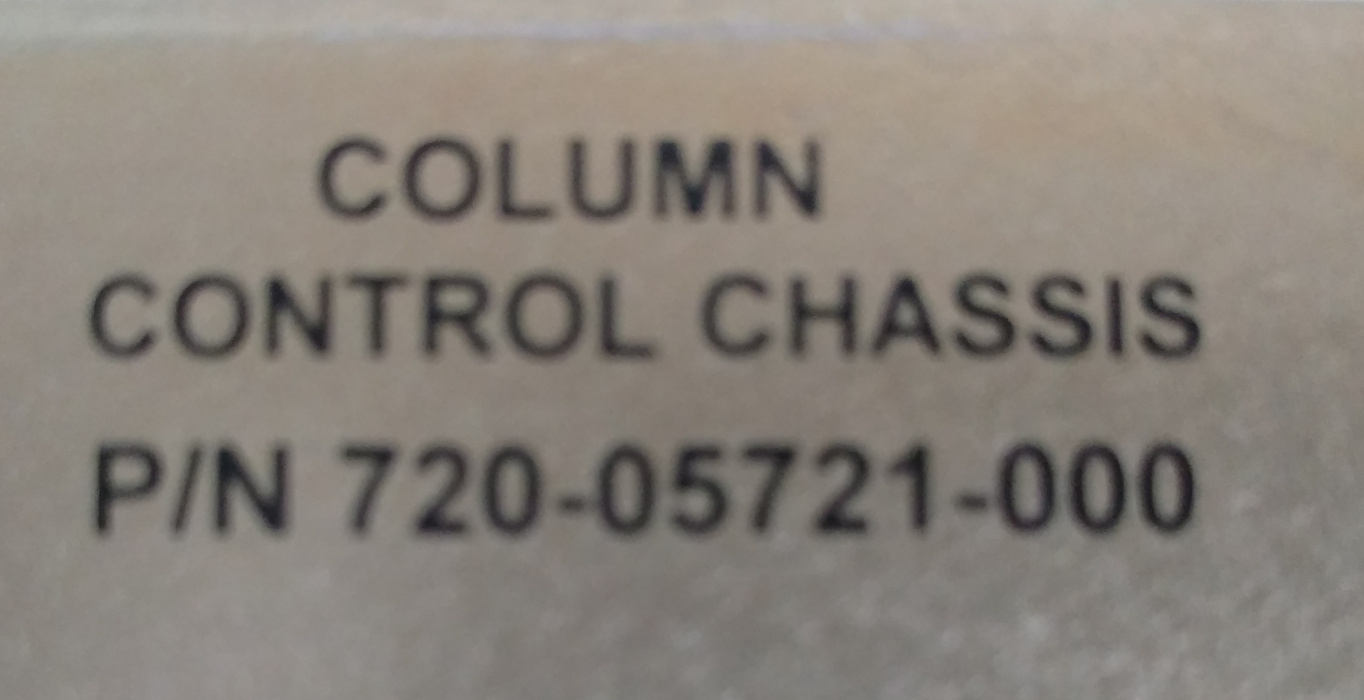 COLUMN
CONTROL CHASSIS
P/N 720-05721-000